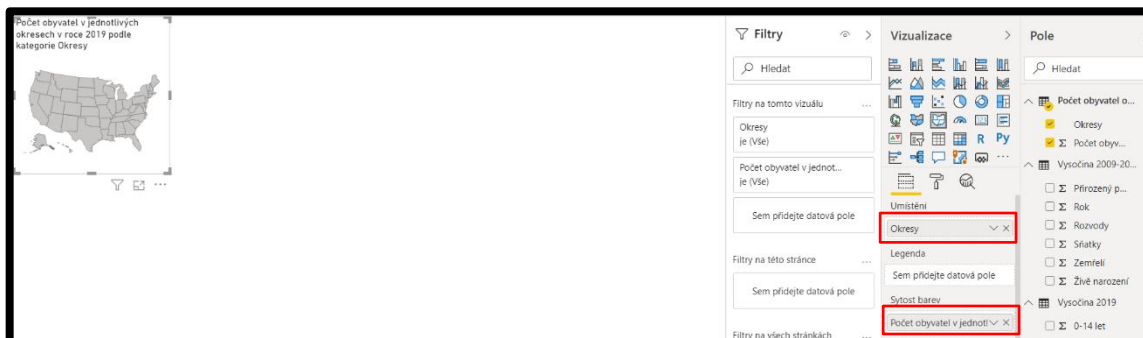 Počet obyvatel v jednotlivých
okresech v roce 2019 podle
kategorie Okresy
Filtry
Hledat
Filtry na tomto vizuálu
...
Okresy
je (Vše)
Počet obyvatel v jednot...
je (Vše)
Sem přidejte datová pole
Filtry na této stránce
...
Sem přidejte datová pole
Filtry na všech stránkách
...
Vizualizace
R Py
...
Umístění
Okresy
Legenda
Sem přidejte datová pole
Sytost barev
Počet obyvatel v jednotl
Pole
Hledat
Počet obyvatel o...
Okresy
Σ Počet obyv...
Vysočina 2009-20...
Σ Přirozený p...
Σ Rok
Σ Rozvody
Σ Sňatky
Σ Zemřelí
Σ Živě narození
Vysočina 2019
Σ 0-14 let